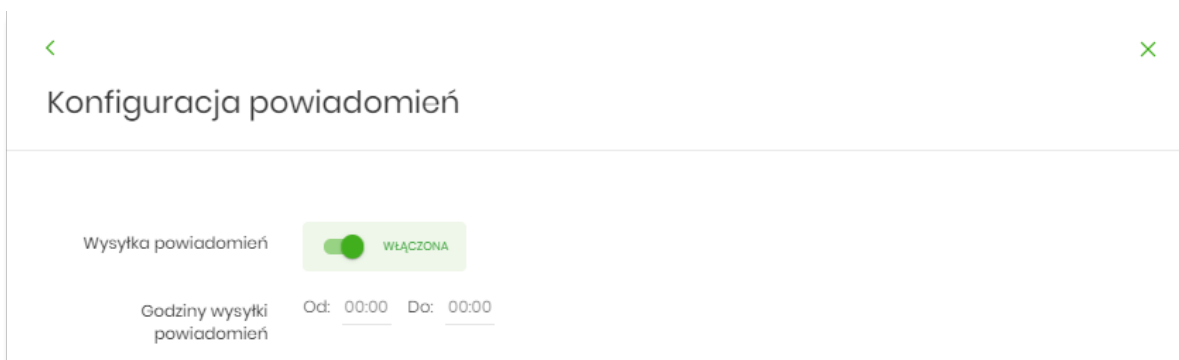 Konfiguracja powiadomień
Wysyłka powiadomień WŁĄCZONA
Godziny wysyłki Od: 00:00 Do: 00:00
powiadomień